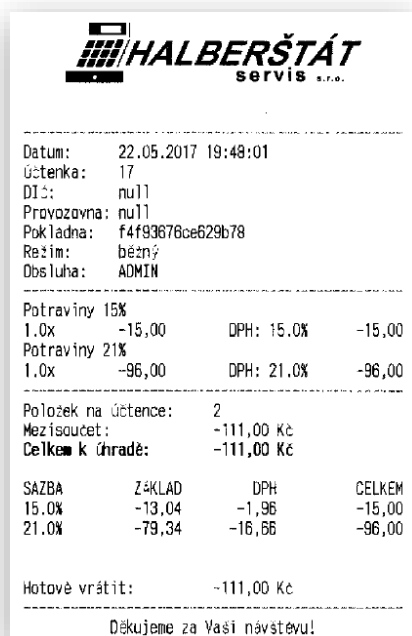 HALBERŠTÁT
servis s.r.o.
Datum: 22.05.2017 19:48:01
Účtenka: 17
DIČ: null
Provozovna: null
Pokladna: f4f93676ce629b78
Režim: běžný
Obsluha: ADMIN
Potraviny 15%
1.0x -15,00 DPH: 15.0% -15,00
Potraviny 21%
1.0x -96,00 DPH: 21.0% -96,00
Položek na účtence: 2
Mezisoučet: -111,00 Kč
Celkem k úhradě: -111,00 Kč
SAZBA ZÁKLAD DPH CELKEM
15.0% -13,04 -1,96 -15,00
21.0% -79,34 -16,66 -96,00
Hotově vrátit: -111,00 Kč
Děkujeme za Vaši návštěvu!